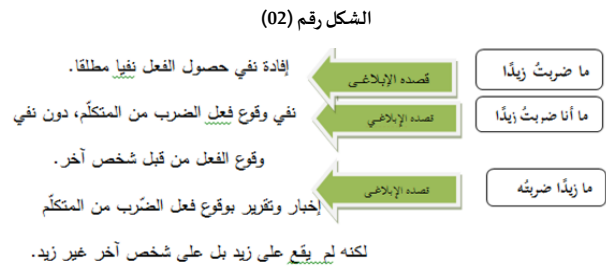 الشكل رقم (02)
ما ضربتُ زيدًا
قصده الإبلاغي
إفادة نفي حصول الفعل نفيا مطلقا.
ما أنا ضربتُ زيدًا
قصده الإبلاغي
نفي وقوع فعل الضرب من المتكلّم، دون نفي
وقوع الفعل من قبل شخص آخر.
ما زيدًا ضربتُه
قصده الإبلاغي
إخبار وتقرير بوقوع فعل الضّرب من المتكلّم
لكنه لم يقع على زيد بل على شخص آخر غير زيد.